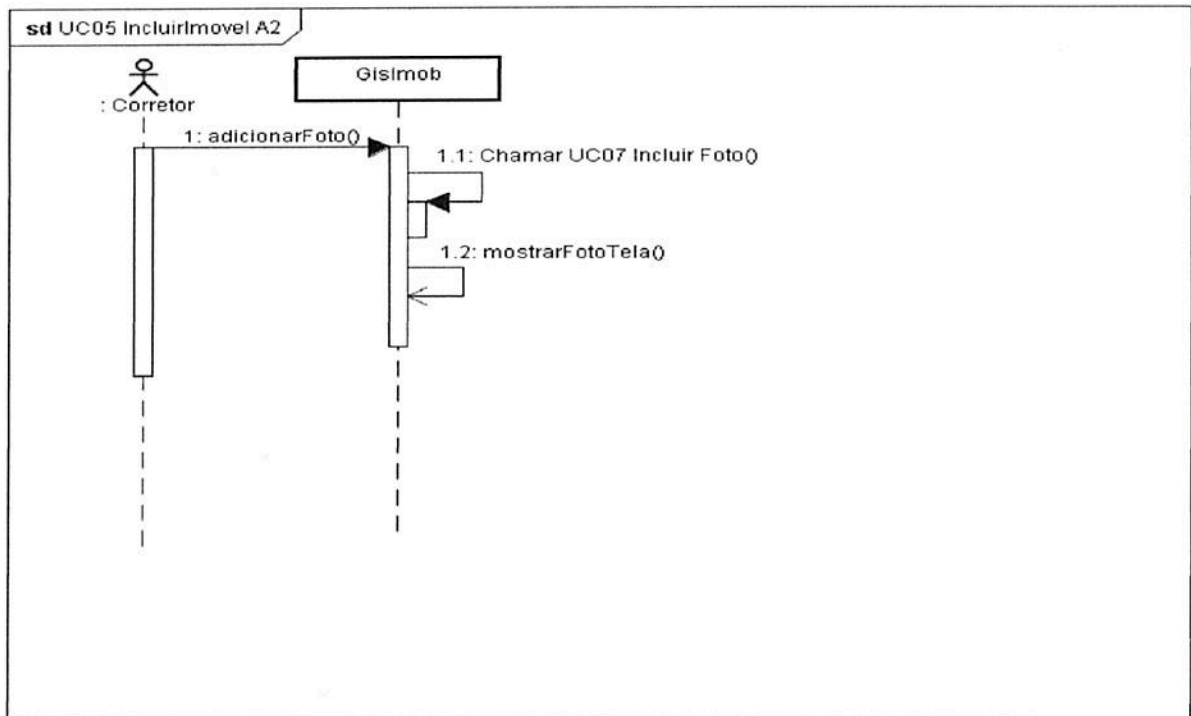 sd UC05 IncluirImovel A2
GisImob
: Corretor
1: adicionarFoto()
1.1: Chamar UC07 Incluir Foto()
1.2: mostrarFotoTela()